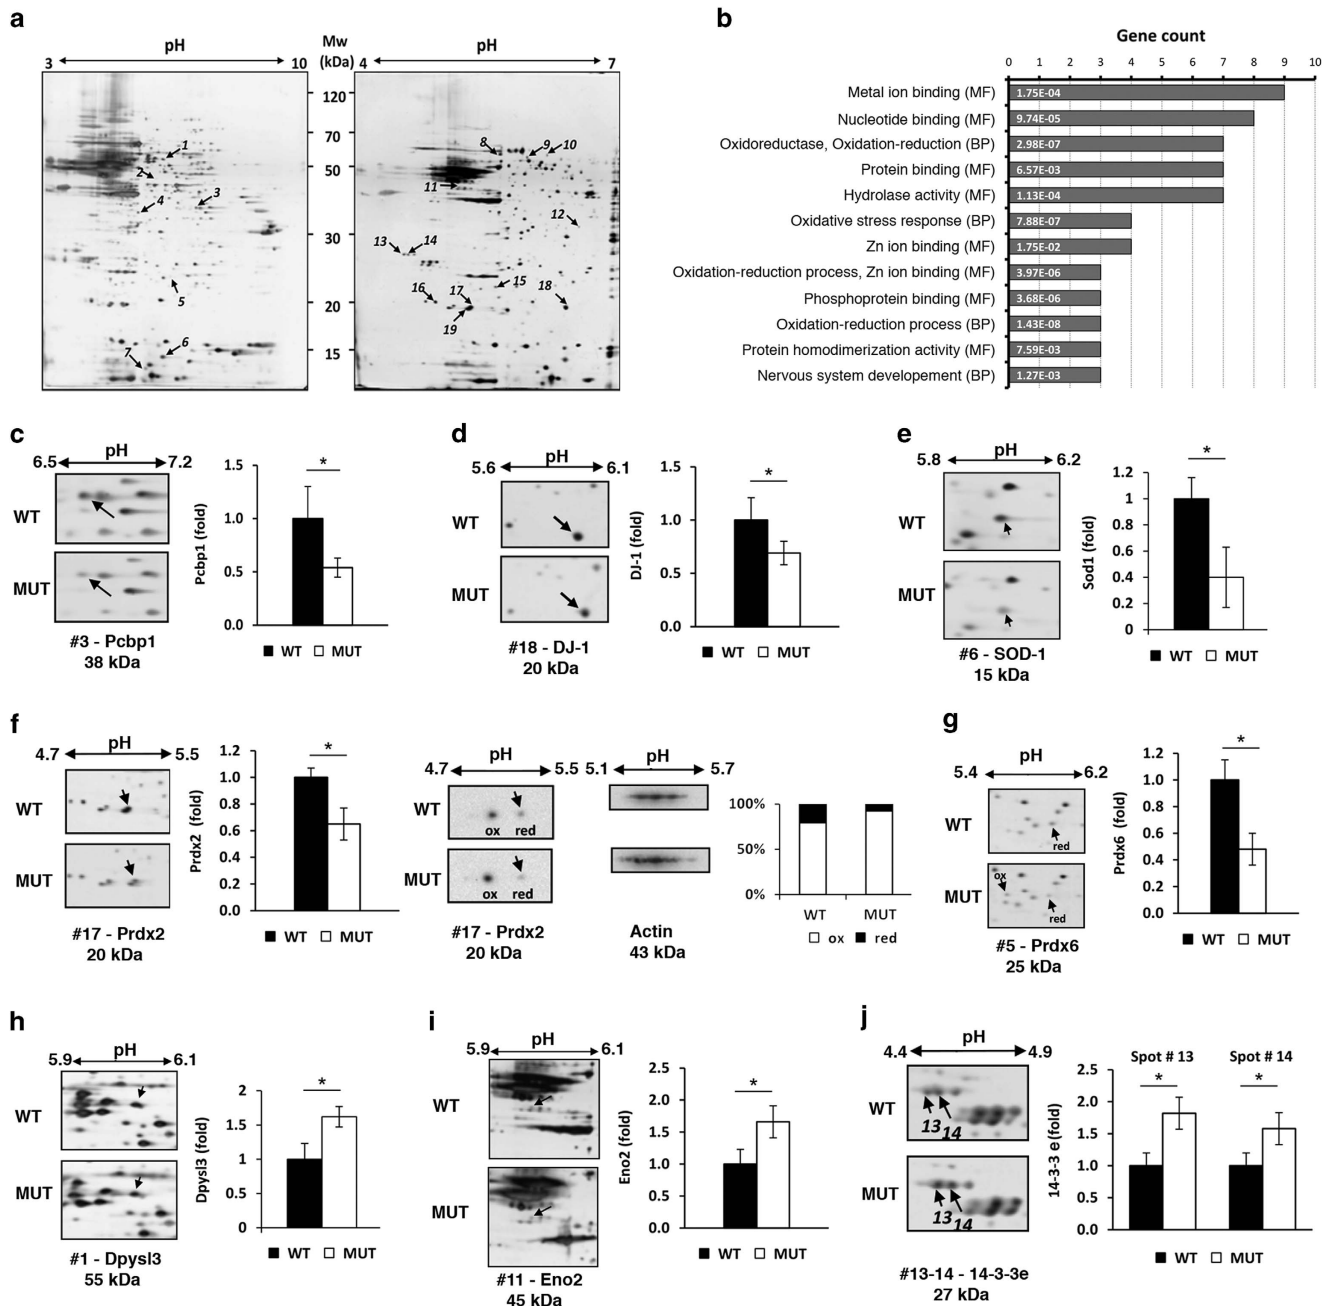 a
pH
3
10
Mw
(kDa)
pH
4
7
120
70
50
30
20
15
1
2
3
4
5
6
7
8
9
10
11
12
13
14
15
16
17
18
19
b
Gene count
0 1 2 3 4 5 6 7 8 9 10
Metal ion binding (MF) 1.75E-04
Nucleotide binding (MF) 9.74E-05
Oxidoreductase, Oxidation-reduction (BP) 2.98E-07
Protein binding (MF) 6.57E-03
Hydrolase activity (MF) 1.13E-04
Oxidative stress response (BP) 7.88E-07
Zn ion binding (MF) 1.75E-02
Oxidation-reduction process, Zn ion binding (MF) 3.97E-06
Phosphoprotein binding (MF) 3.68E-06
Oxidation-reduction process (BP) 1.43E-08
Protein homodimerization activity (MF) 7.59E-03
Nervous system developement (BP) 1.27E-03
c
pH
6.5 7.2
WT
MUT
#3 - Pcbp1
38 kDa
Pcbp1 (fold)
1.5
1.0
0.5
0.0
*
WT MUT
d
pH
5.6 6.1
WT
MUT
#18 - DJ-1
20 kDa
DJ-1 (fold)
1.5
1.0
0.5
0.0
*
WT MUT
e
pH
5.8 6.2
WT
MUT
#6 - SOD-1
15 kDa
Sod1 (fold)
1.2
1
0.8
0.6
0.4
0.2
0
*
WT MUT
f
pH
4.7 5.5
WT
MUT
#17 - Prdx2
20 kDa
Prdx2 (fold)
1.2
1.0
0.8
0.6
0.4
0.2
0.0
*
WT MUT
pH
4.7 5.5
WT
ox red
MUT
ox red
#17 - Prdx2
20 kDa
pH
5.1 5.7
Actin
43 kDa
100%
50%
0%
WT MUT
ox red
g
pH
5.4 6.2
WT
red
MUT
ox
red
#5 - Prdx6
25 kDa
Prdx6 (fold)
1.2
1.0
0.8
0.6
0.4
0.2
0.0
*
WT MUT
h
pH
5.9 6.1
WT
MUT
#1 - Dpysl3
55 kDa
Dpysl3 (fold)
2
1.5
1
0.5
0
*
WT MUT
i
pH
5.9 6.1
WT
MUT
#11 - Eno2
45 kDa
Eno2 (fold)
2.5
2.0
1.5
1.0
0.5
0.0
*
WT MUT
j
pH
4.4 4.9
WT
13 14
MUT
13 14
#13-14 - 14-3-3e
27 kDa
14-3-3 e (fold)
2.5
2.0
1.5
1.0
0.5
0.0
Spot # 13 Spot # 14
* *
WT MUT